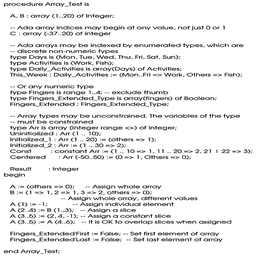 procedure Array_Test is
A, B : array (1..20) of Integer;
-- Ada array indices may begin at any value, not just 0 or 1
C : array (-37..20) of Integer
-- Ada arrays may be indexed by enumerated types, which are
-- discrete non-numeric types
type Days is (Mon, Tue, Wed, Thu, Fri, Sat, Sun);
type Activities is (Work, Fish);
type Daily_Activities is array(Days) of Activities;
This_Week : Daily_Activities := (Mon..Fri => Work, Others => Fish);
-- Or any numeric type
type Fingers is range 1..4; -- exclude thumb
type Fingers_Extended_Type is array(fingers) of Boolean;
Fingers_Extended : Fingers_Extended_Type;
-- Array types may be unconstrained. The variables of the type
-- must be constrained
type Arr is array (Integer range <>) of Integer;
Uninitialized : Arr (1 .. 10);
Initialized_1 : Arr (1 .. 20) := (others => 1);
Initialized_2 : Arr := (1 .. 30 => 2);
Const : constant Arr := (1 .. 10 => 1, 11 .. 20 => 2, 21 | 22 => 3);
Centered : Arr (-50..50) := (0 => 1, Others => 0);
Result : Integer
begin
A := (others => 0); -- Assign whole array
B := (1 => 1, 2 => 1, 3 => 2, others => 0);
-- Assign whole array, different values
A (1) := -1; -- Assign individual element
A (2..4) := B (1..3); -- Assign a slice
A (3..5) := (2, 4, -1); -- Assign a constant slice
A (3..5) := A (4..6); -- It is OK to overlap slices when assigned
Fingers_Extended'First := False; -- Set first element of array
Fingers_Extended'Last := False; -- Set last element of array
end Array_Test;